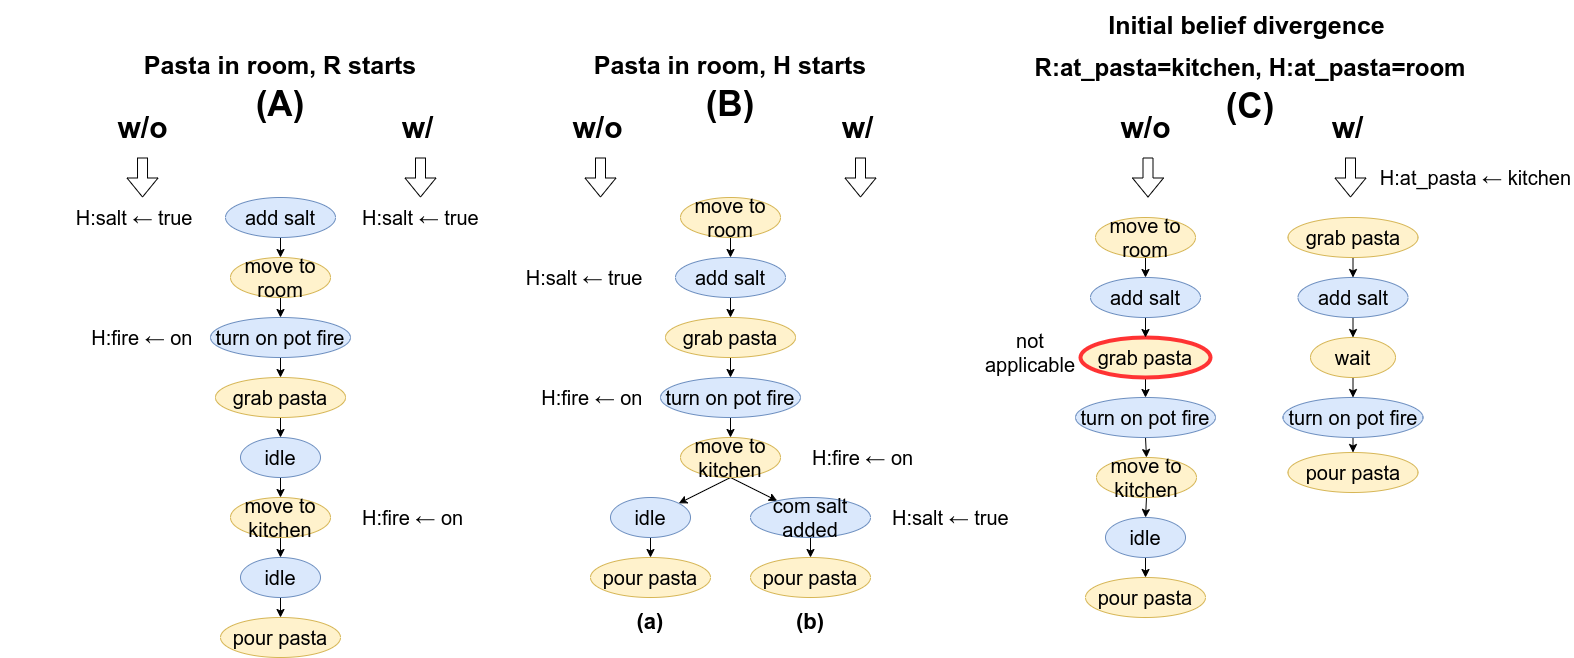 Pasta in room, R starts
(A)
w/o
w/
H:salt ← true
add salt
H:salt ← true
move to
room
H:fire ← on
turn on pot fire
grab pasta
idle
move to
kitchen
H:fire ← on
idle
pour pasta
Pasta in room, H starts
(B)
w/o
w/
move to
room
H:salt ← true
add salt
grab pasta
H:fire ← on
turn on pot fire
move to
kitchen
H:fire ← on
idle
com salt
added
H:salt ← true
pour pasta
pour pasta
(a)
(b)
Initial belief divergence
R:at_pasta=kitchen, H:at_pasta=room
(C)
w/o
w/
H:at_pasta ← kitchen
move to
room
add salt
not
applicable
grab pasta
turn on pot fire
move to
kitchen
idle
pour pasta
grab pasta
add salt
wait
turn on pot fire
pour pasta